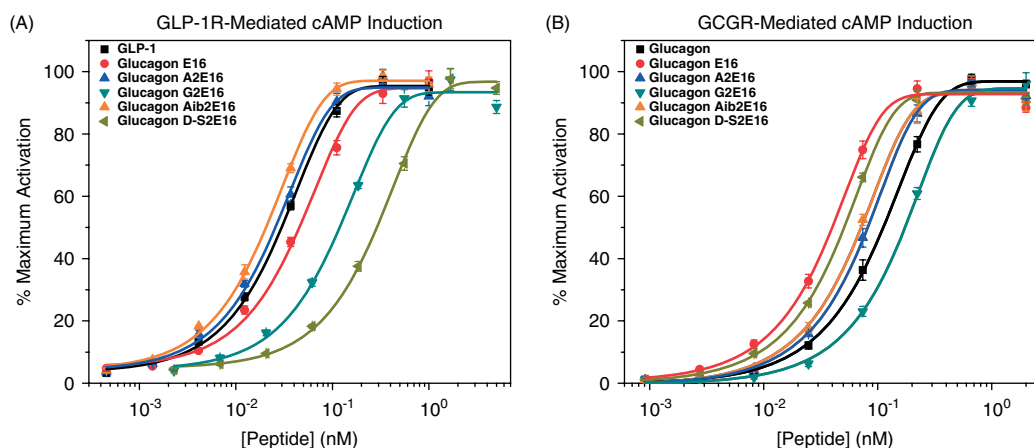 (A)
GLP-1R-Mediated cAMP Induction
GLP-1
Glucagon E16
Glucagon A2E16
Glucagon G2E16
Glucagon Aib2E16
Glucagon D-S2E16
% Maximum Activation
100
80
60
40
20
0
10⁻³
10⁻²
10⁻¹
10⁰
[Peptide] (nM)
(B)
GCGR-Mediated cAMP Induction
Glucagon
Glucagon E16
Glucagon A2E16
Glucagon G2E16
Glucagon Aib2E16
Glucagon D-S2E16
% Maximum Activation
100
80
60
40
20
0
10⁻³
10⁻²
10⁻¹
10⁰
[Peptide] (nM)